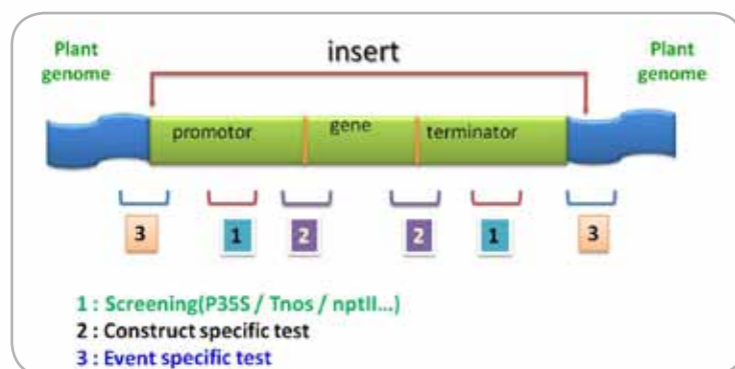 Plant
genome
insert
Plant
genome
promotor
gene
terminator
3
1
2
2
1
3
1 : Screening(P35S / Tnos / nptII...)
2 : Construct specific test
3 : Event specific test